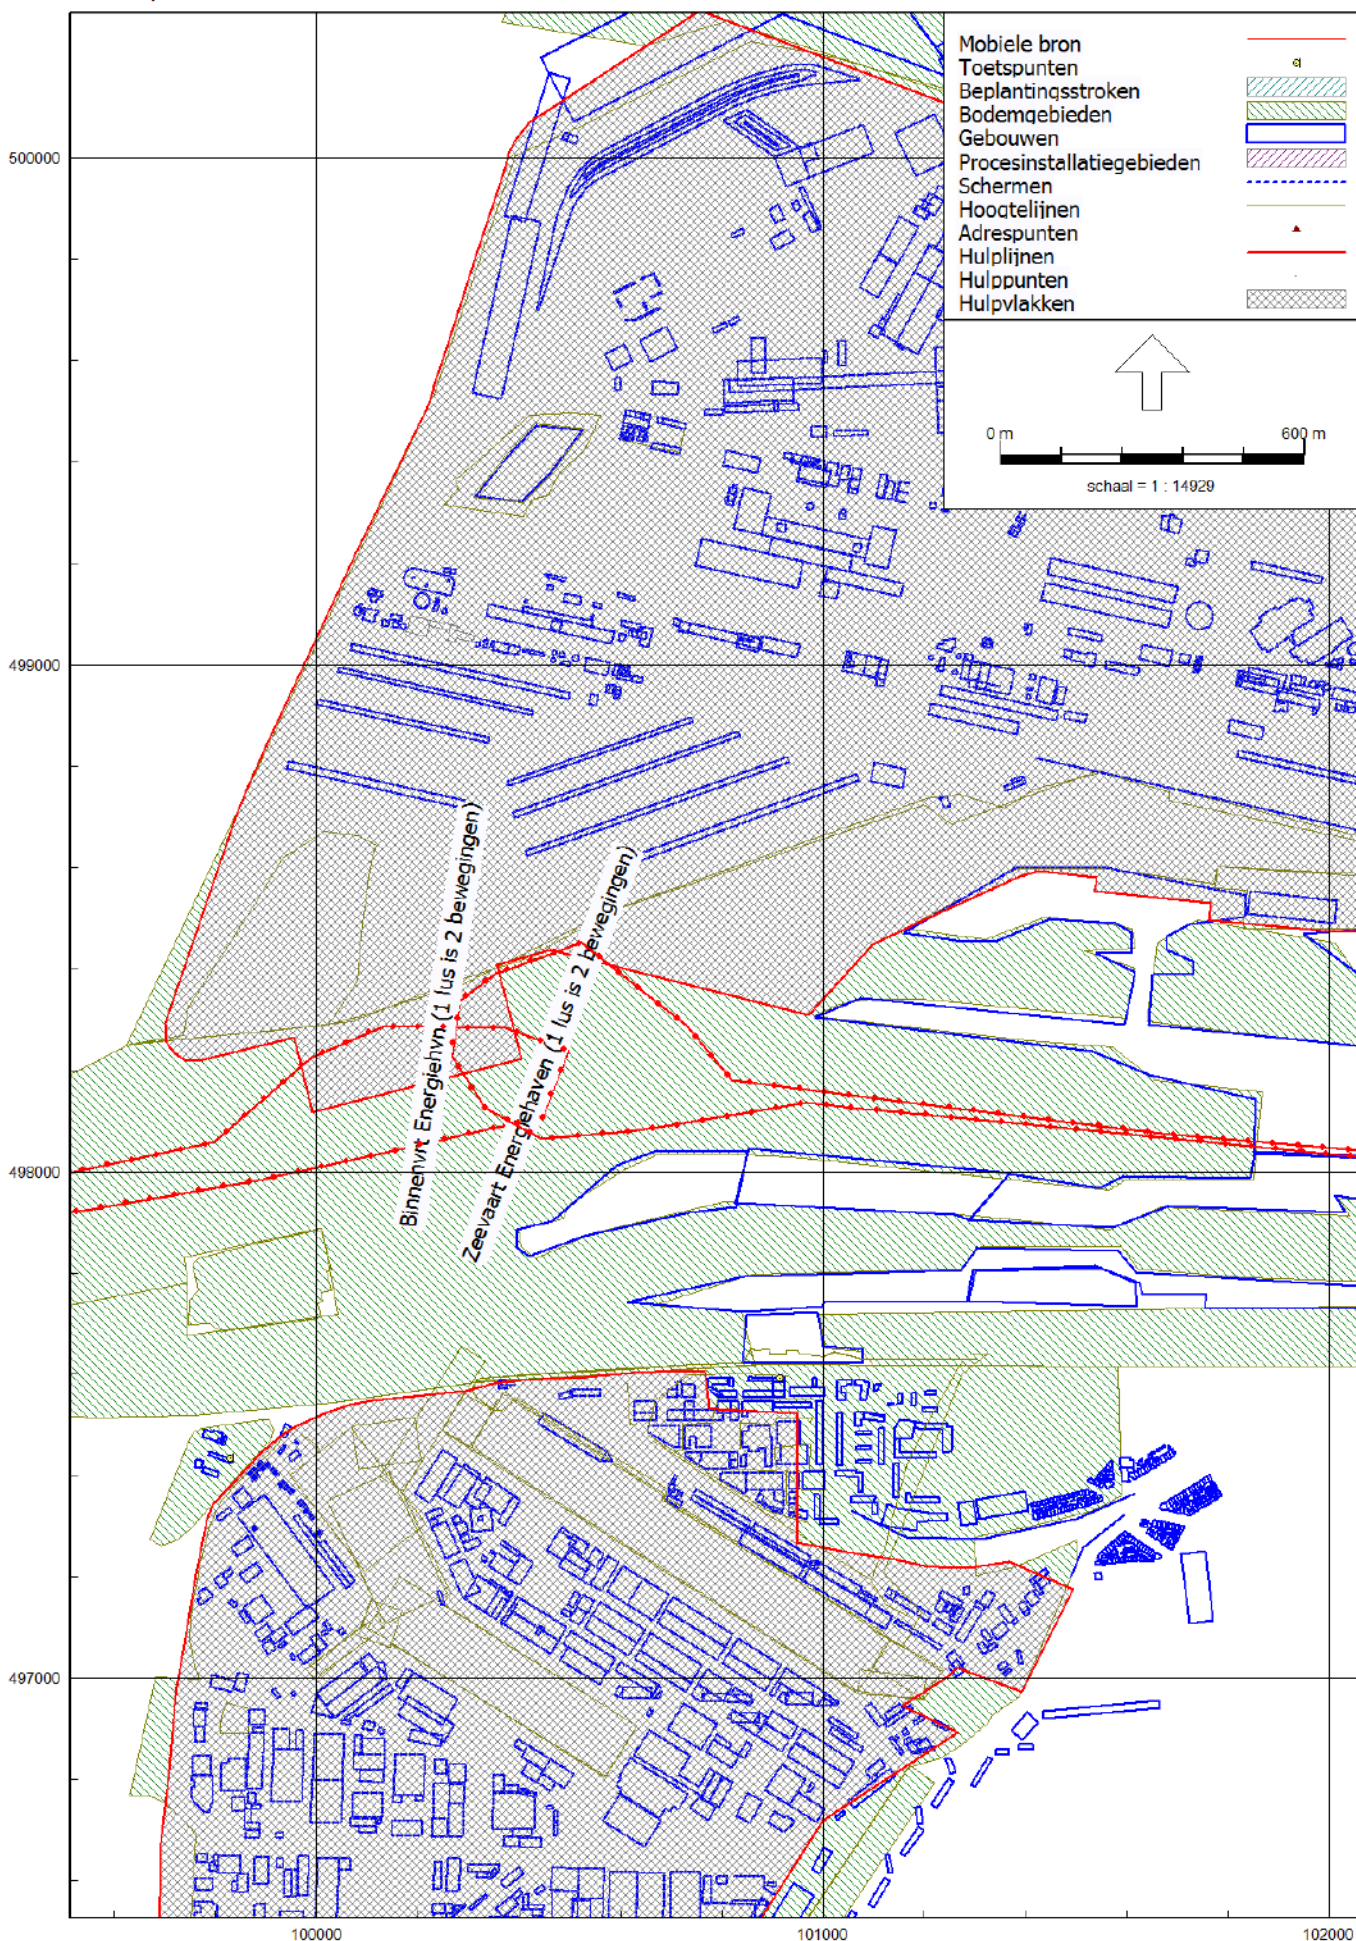 Mobiele bron
Toetspunten
Beplantingsstroken
Bodemgebieden
Gebouwen
Procesinstallatiegebieden
Schermen
Hoogtelijnen
Adrespunten
Hulplijnen
Hulppunten
Hulpvlakken
0 m 600 m
schaal = 1 : 14929
500000
499000
498000
497000
Binnenvrt Energiehvn (1 lus is 2 bewegingen)
Zeevaart Energiehaven (1 lus is 2 bewegingen)
100000 101000 102000